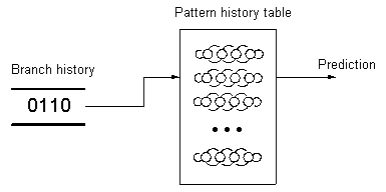 Pattern history table
Branch history
Prediction
0110